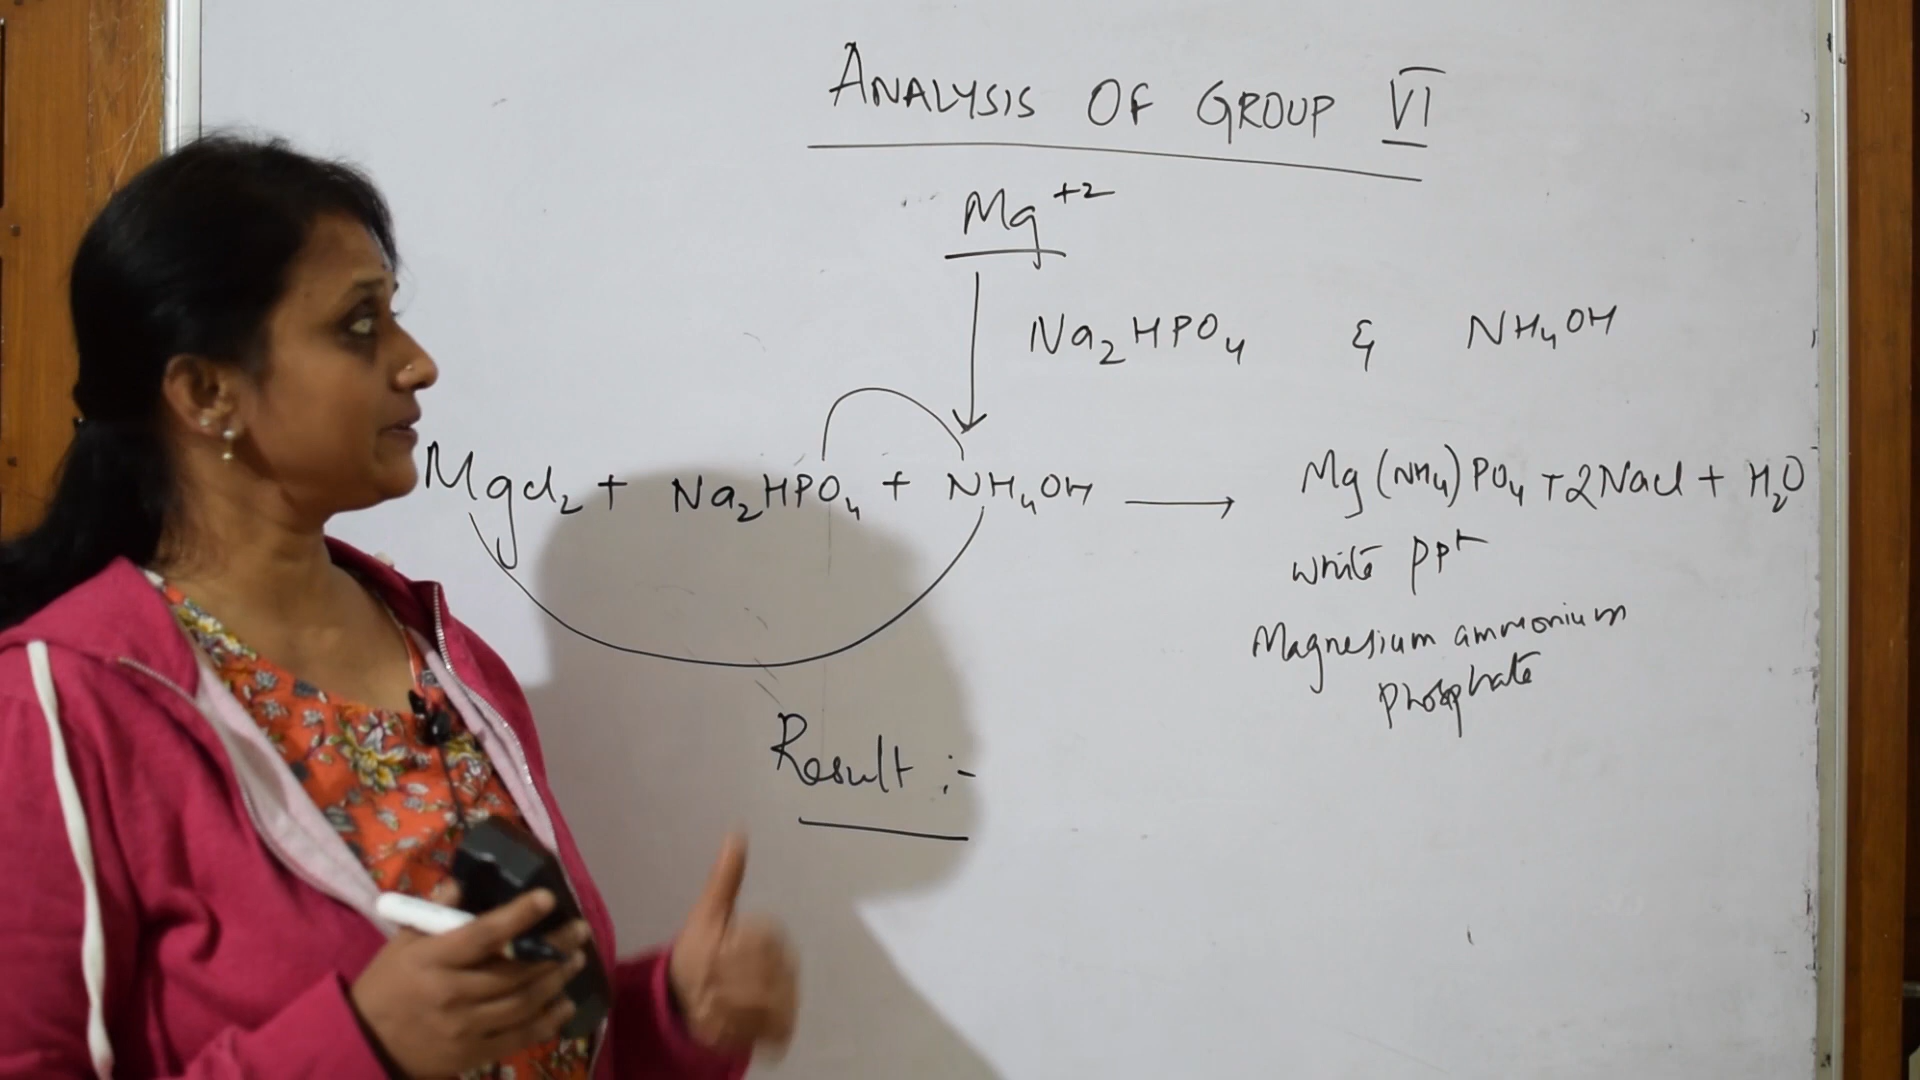 ANALYSIS OF GROUP VI
Mg+2
Na2HPO4 & NH4OH
Mgcl2 + Na2HPO4 + NH4OH → Mg(NH4)PO4 + 2Nacl + H2O
white ppt
Magnesium ammonium
phosphate
Result :-